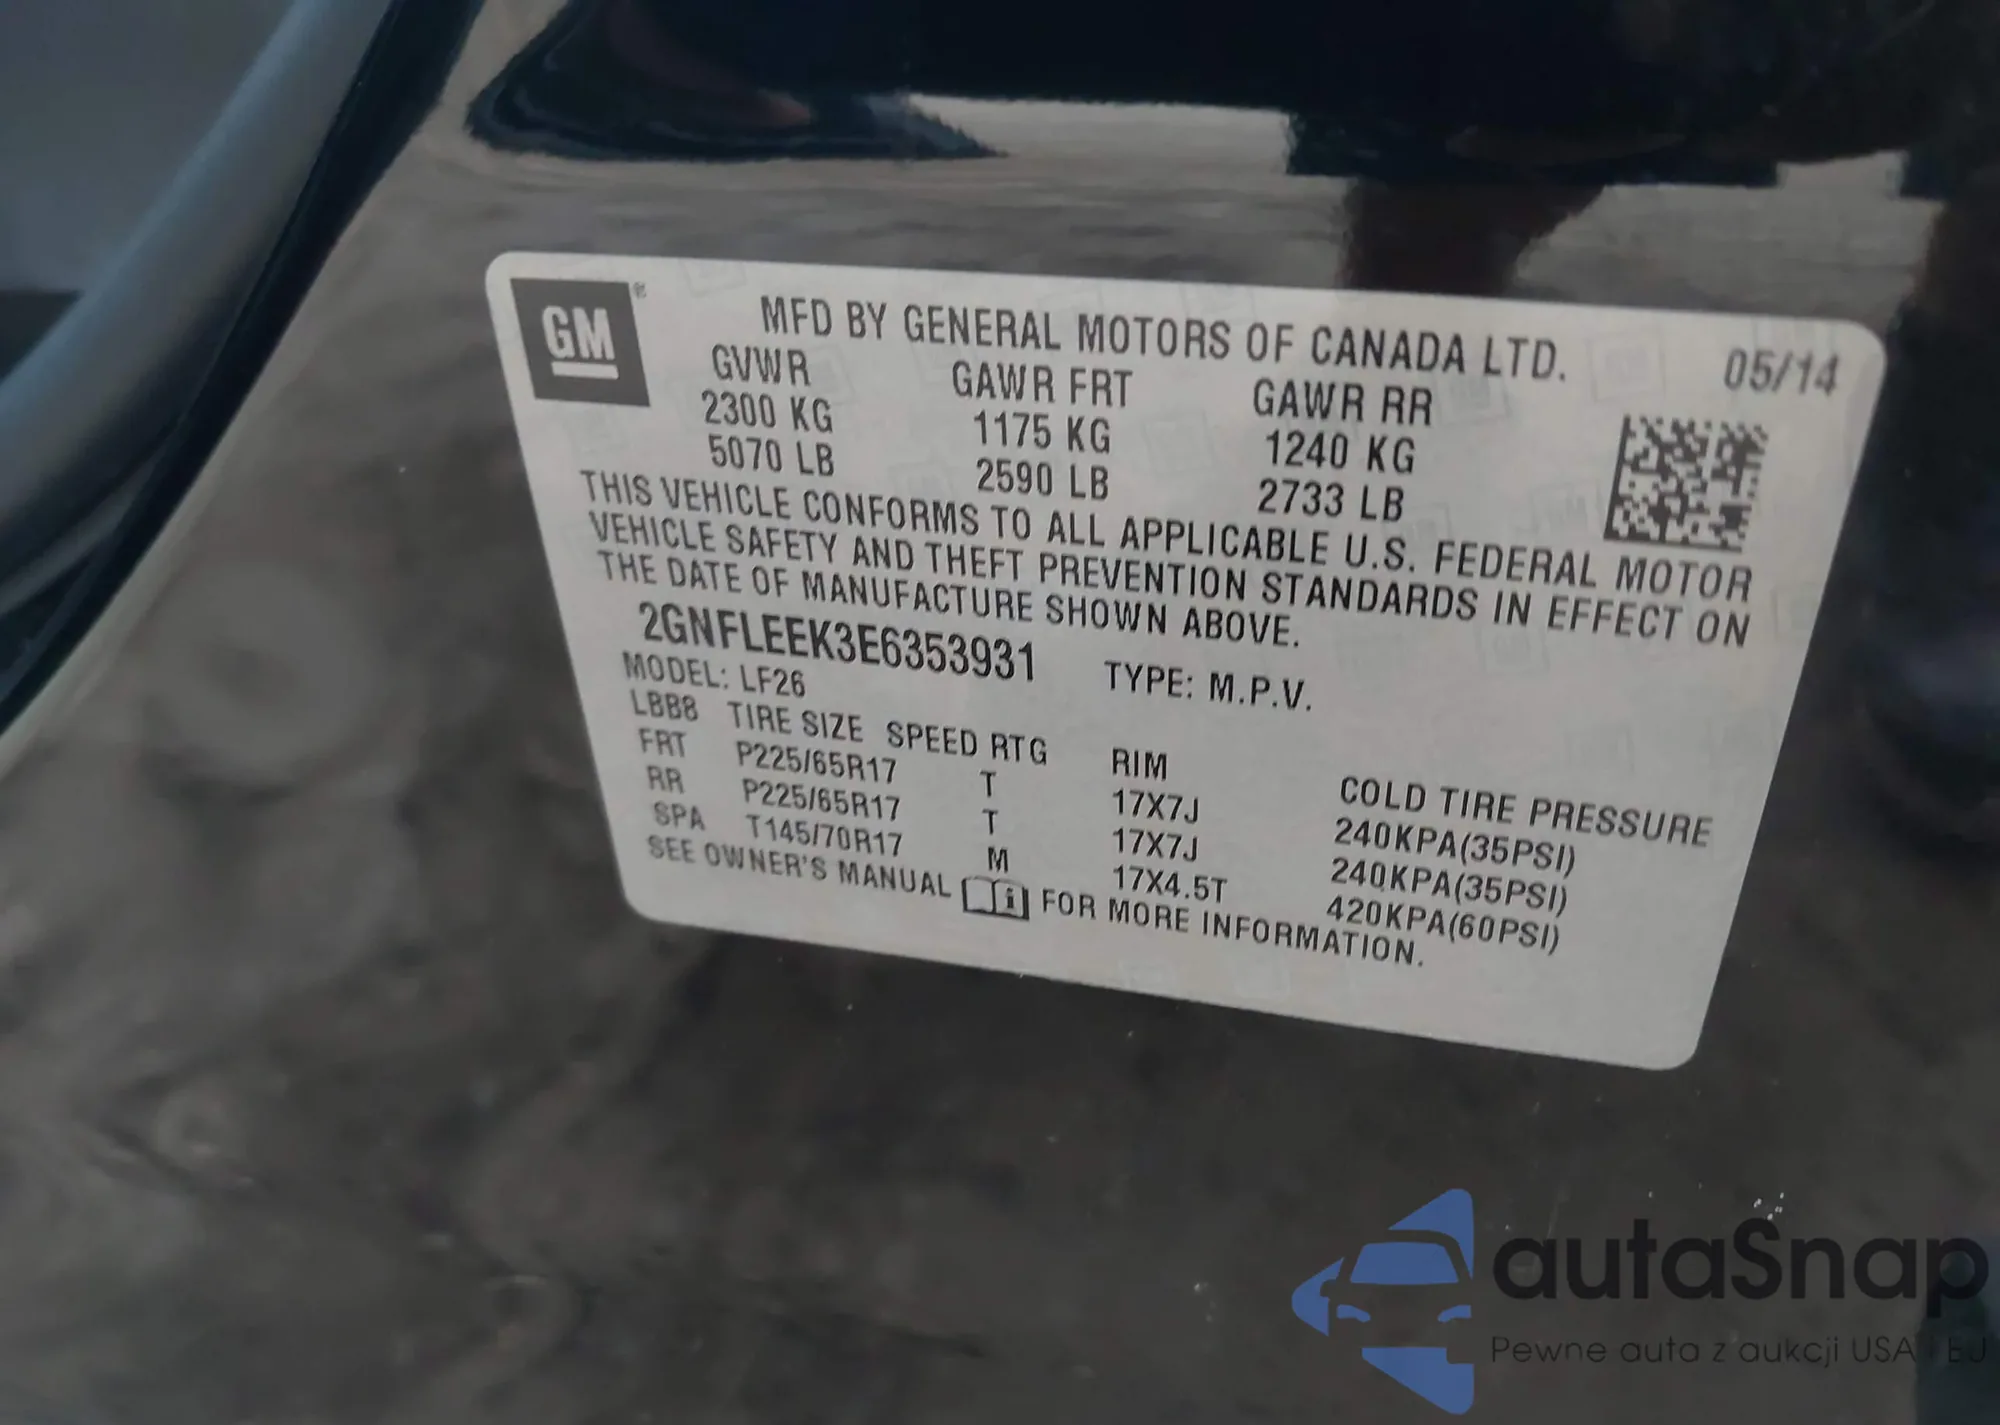 GM®
MFD BY GENERAL MOTORS OF CANADA LTD. 05/14
GVWR GAWR FRT GAWR RR
2300 KG 1175 KG 1240 KG
5070 LB 2590 LB 2733 LB
THIS VEHICLE CONFORMS TO ALL APPLICABLE U.S. FEDERAL MOTOR
VEHICLE SAFETY AND THEFT PREVENTION STANDARDS IN EFFECT ON
THE DATE OF MANUFACTURE SHOWN ABOVE.
2GNFLEEK3E6353931 TYPE: M.P.V.
MODEL: LF26
LBB8 TIRE SIZE SPEED RTG RIM COLD TIRE PRESSURE
FRT P225/65R17 T 17X7J 240KPA(35PSI)
RR P225/65R17 T 17X7J 240KPA(35PSI)
SPA T145/70R17 M 17X4.5T 420KPA(60PSI)
SEE OWNER'S MANUAL i FOR MORE INFORMATION.
autaSnap
Pewne auta z aukcji USA i EU